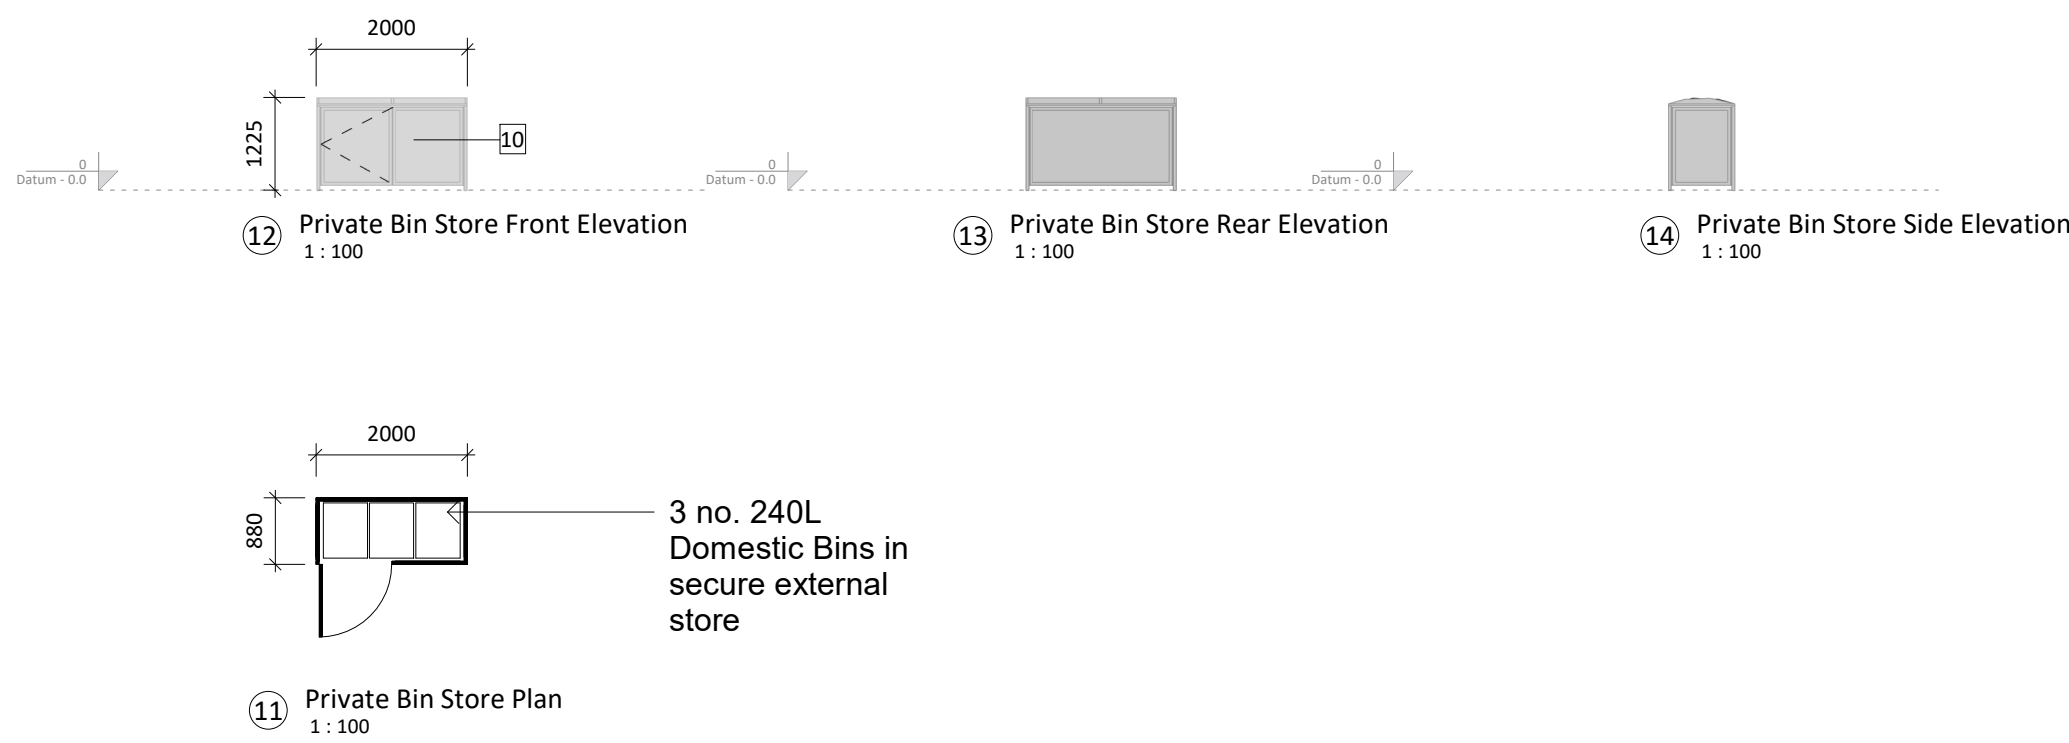 2000
1225
10
0
Datum - 0.0
0
Datum - 0.0
0
Datum - 0.0
12 Private Bin Store Front Elevation
1 : 100
13 Private Bin Store Rear Elevation
1 : 100
14 Private Bin Store Side Elevation
1 : 100
2000
880
3 no. 240L
Domestic Bins in
secure external
store
11 Private Bin Store Plan
1 : 100